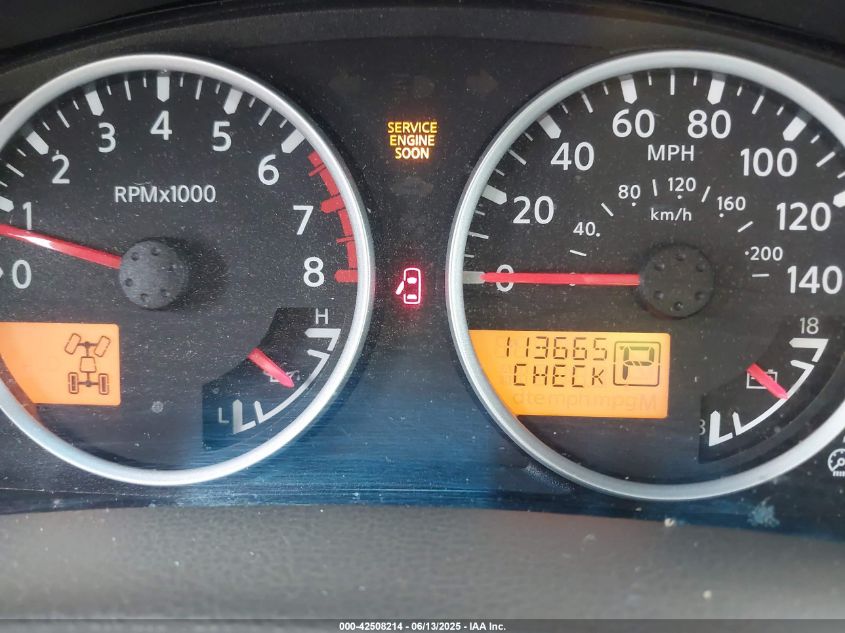 SERVICE
ENGINE
SOON
0 1 2 3 4 5 6 7 8
RPMx1000
H
L
0 20 40 60 80 100 120 140
MPH
40 80 120 160 200
km/h
113665 P
CHECK
dtemphmpgM
18
8
000-42508214 - 06/13/2025 - IAA Inc.